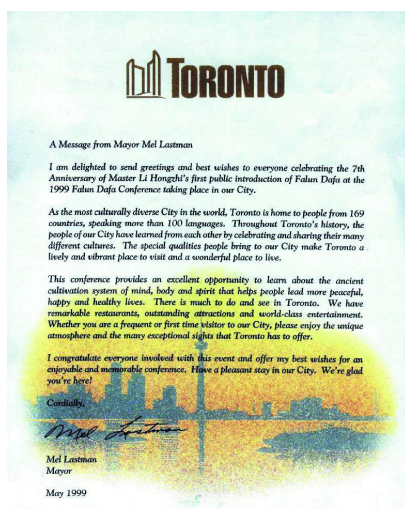 TORONTO
A Message from Mayor Mel Lastman
I am delighted to send greetings and best wishes to everyone celebrating the 7th
Anniversary of Master Li Hongzhi's first public introduction of Falun Dafa at the
1999 Falun Dafa Conference taking place in our City.
As the most culturally diverse City in the world, Toronto is home to people from 169
countries, speaking more than 100 languages. Throughout Toronto's history, the
people of our City have learned from each other by celebrating and sharing their many
different cultures. The special qualities people bring to our City make Toronto a
lively and vibrant place to visit and a wonderful place to live.
This conference provides an excellent opportunity to learn about the ancient
cultivation system of mind, body and spirit that helps people lead more peaceful,
happy and healthy lives. There is much to do and see in Toronto. We have
remarkable restaurants, outstanding attractions and world-class entertainment.
Whether you are a frequent or first time visitor to our City, please enjoy the unique
atmosphere and the many exceptional sights that Toronto has to offer.
I congratulate everyone involved with this event and offer my best wishes for an
enjoyable and memorable conference. Have a pleasant stay in our City. We're glad
you're here!
Cordially,
Mel Lastman
Mel Lastman
Mayor
May 1999